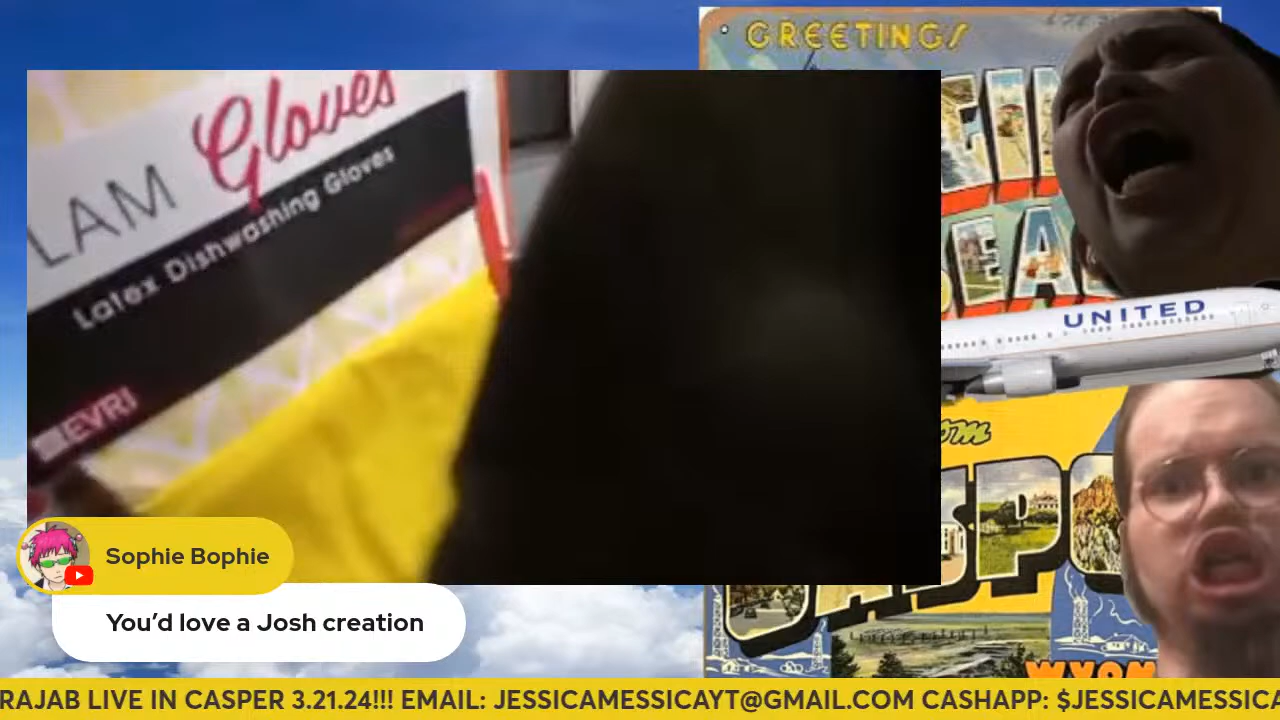 GREETINGS
LAM Gloves
Latex Dishwashing Gloves
EVRI
UNITED
Sophie Bophie
You’d love a Josh creation
RAJAB LIVE IN CASPER 3.21.24!!! EMAIL: JESSICAMESSICAYT@GMAIL.COM CASHAPP: $JESSICAMESSICA